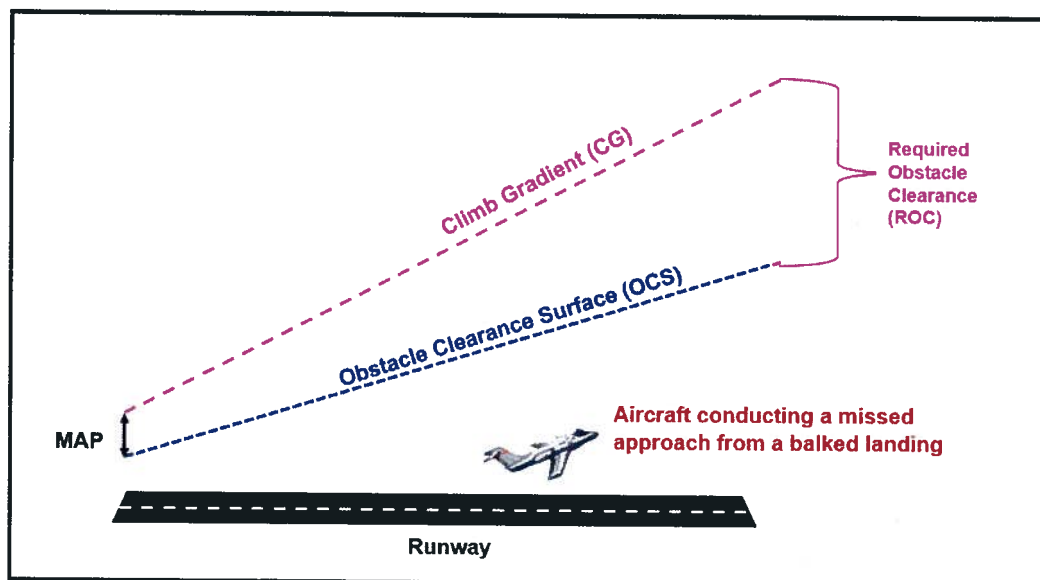 Climb Gradient (CG)
Required
Obstacle
Clearance
(ROC)
Obstacle Clearance Surface (OCS)
MAP
Aircraft conducting a missed
approach from a balked landing
Runway